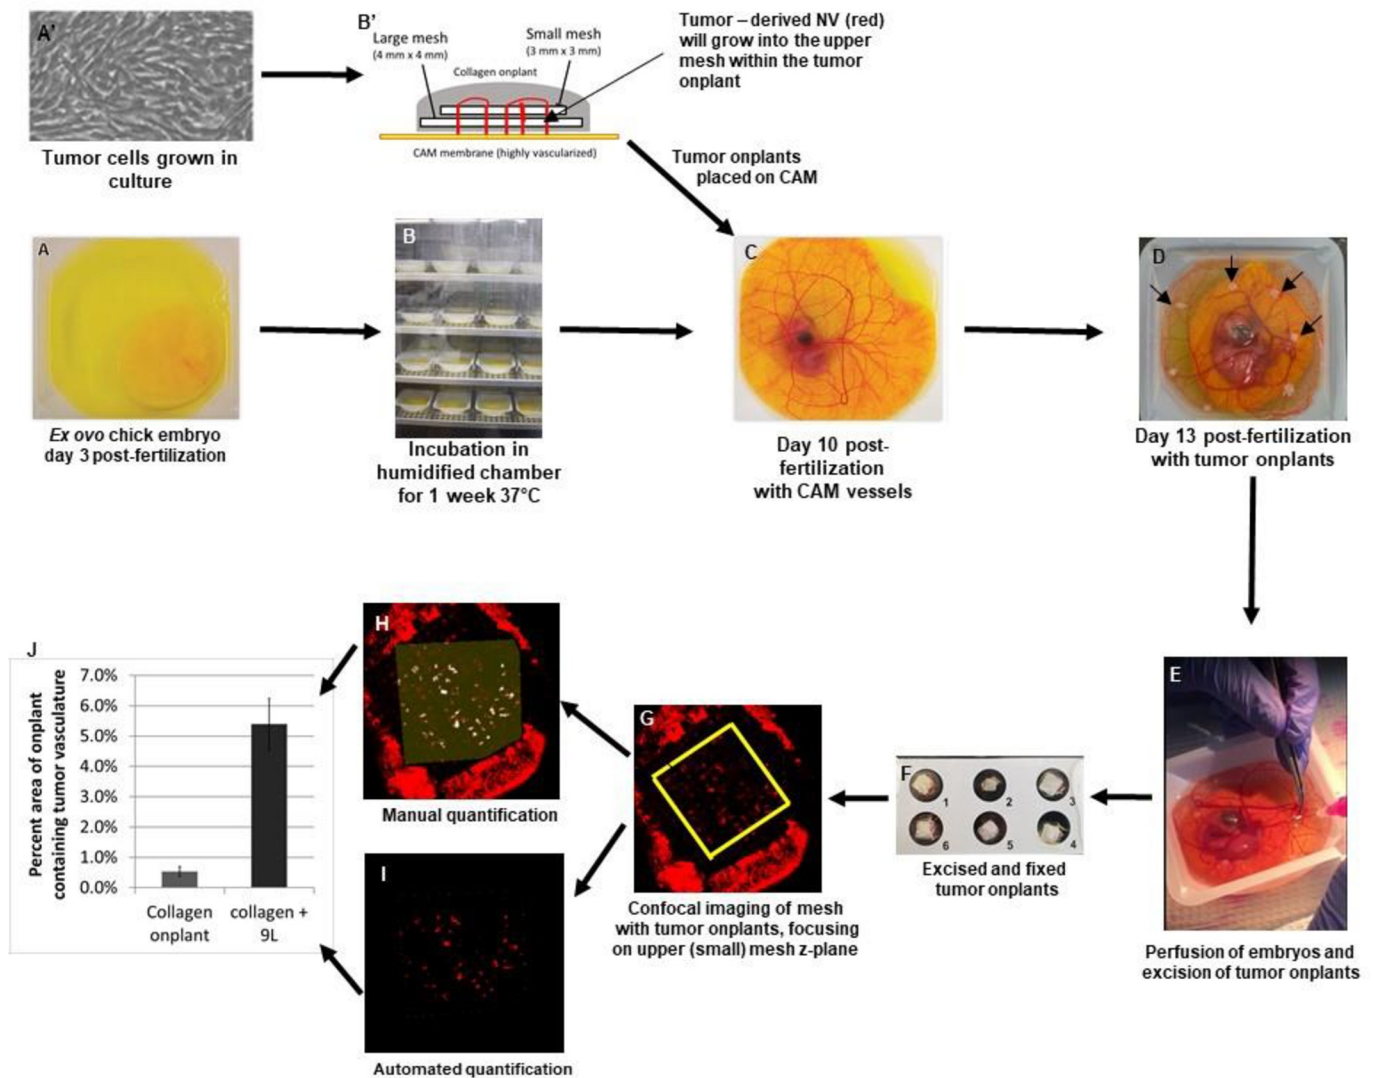 A'
Tumor cells grown in
culture
B'
Large mesh
(4 mm x 4 mm)
Small mesh
(3 mm x 3 mm)
Collagen onplant
CAM membrane (highly vascularized)
Tumor – derived NV (red)
will grow into the upper
mesh within the tumor
onplant
Tumor onplants
placed on CAM
A
Ex ovo chick embryo
day 3 post-fertilization
B
Incubation in
humidified chamber
for 1 week 37°C
C
Day 10 post-
fertilization
with CAM vessels
D
Day 13 post-fertilization
with tumor onplants
E
Perfusion of embryos and
excision of tumor onplants
F
1
2
3
6
5
4
Excised and fixed
tumor onplants
G
Confocal imaging of mesh
with tumor onplants, focusing
on upper (small) mesh z-plane
H
Manual quantification
I
Automated quantification
J
Percent area of onplant
containing tumor vasculature
7.0%
6.0%
5.0%
4.0%
3.0%
2.0%
1.0%
0.0%
Collagen
onplant
collagen +
9L